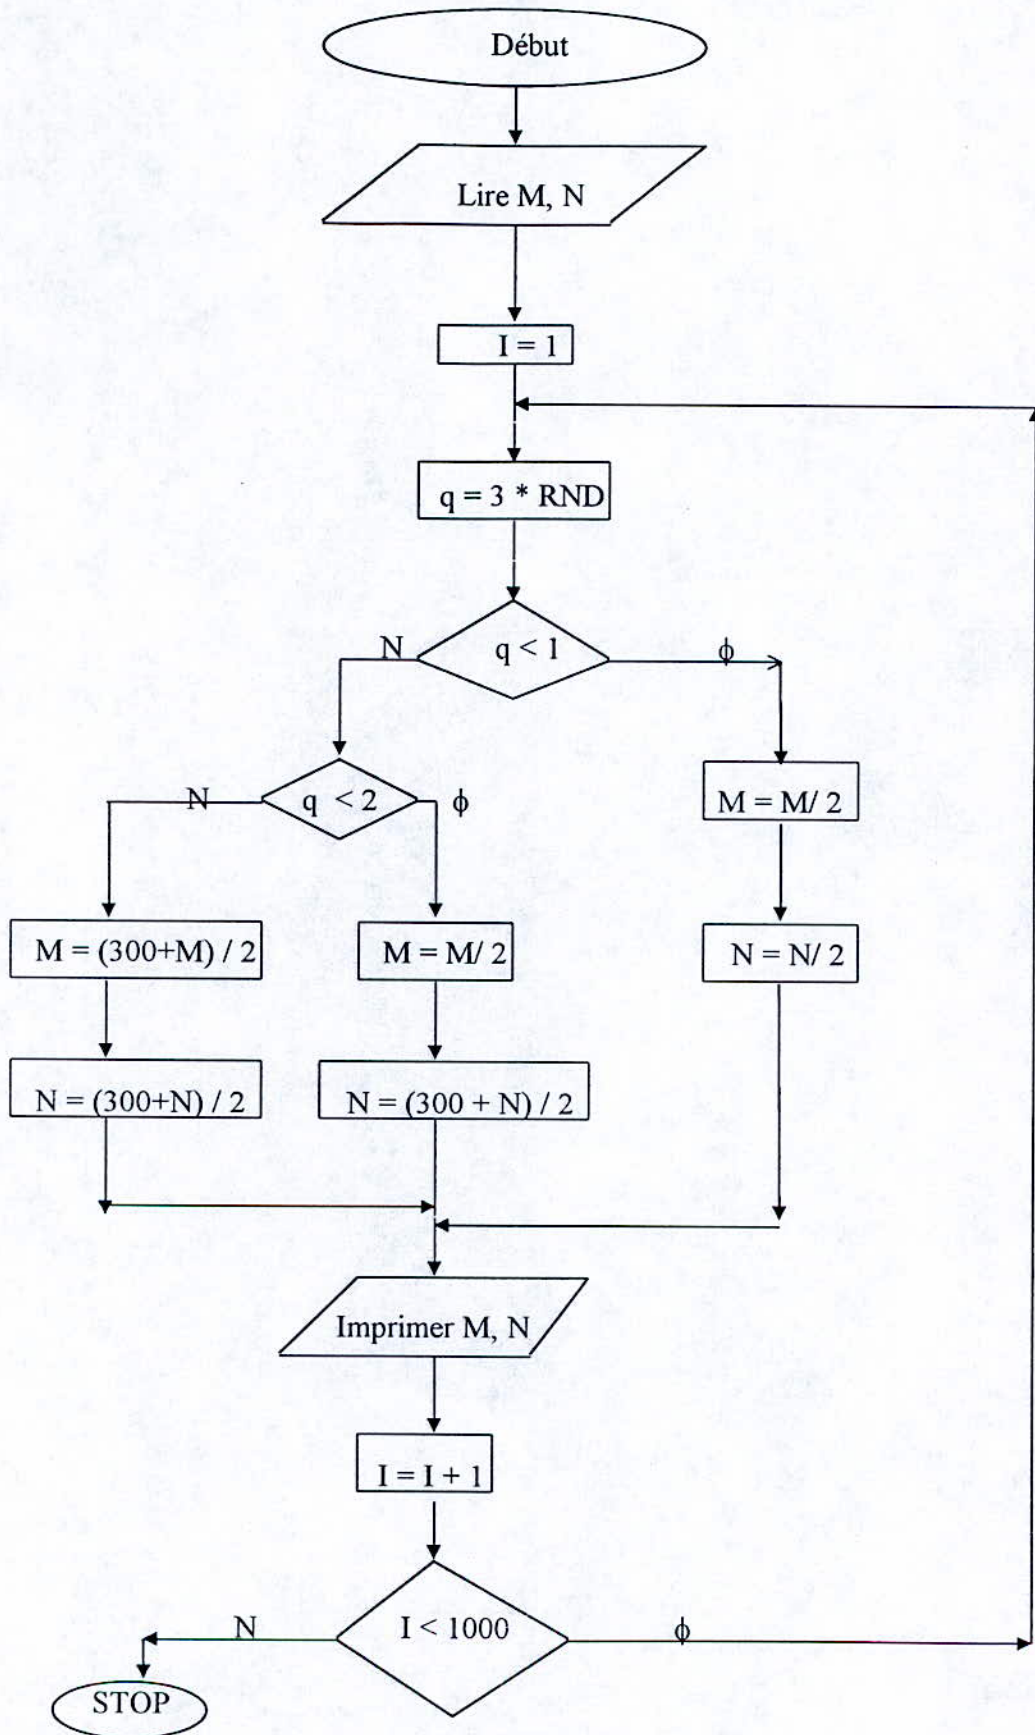 Début
Lire M, N
I = 1
q = 3 * RND
N
q < 1
ϕ
N
q < 2
ϕ
M = M/ 2
M = (300+M) / 2
M = M/ 2
N = N/ 2
N = (300+N) / 2
N = (300 + N) / 2
Imprimer M, N
I = I + 1
N
I < 1000
ϕ
STOP